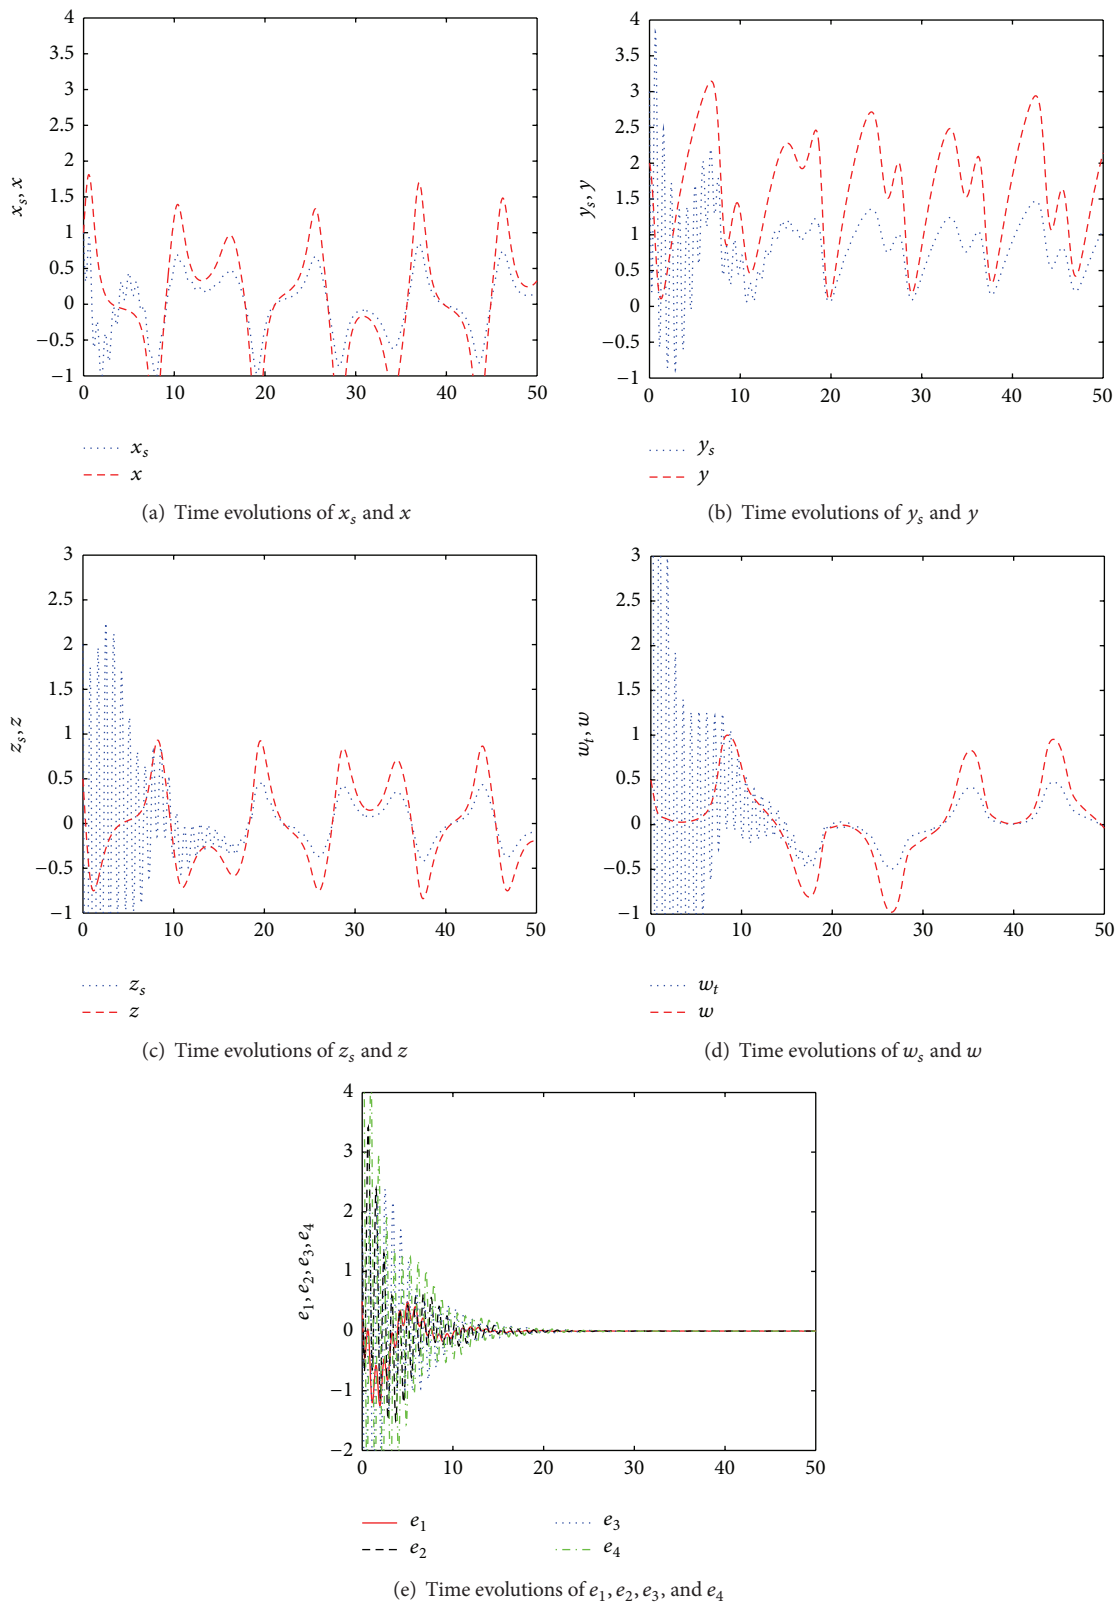 4
3.5
3
2.5
2
1.5
1
0.5
0
−0.5
−1
x_s, x
0 10 20 30 40 50
x_s
x
(a) Time evolutions of x_s and x
4
3.5
3
2.5
2
1.5
1
0.5
0
−0.5
−1
y_s, y
0 10 20 30 40 50
y_s
y
(b) Time evolutions of y_s and y
3
2.5
2
1.5
1
0.5
0
−0.5
−1
z_s, z
0 10 20 30 40 50
z_s
z
(c) Time evolutions of z_s and z
3
2.5
2
1.5
1
0.5
0
−0.5
−1
w_t, w
0 10 20 30 40 50
w_t
w
(d) Time evolutions of w_s and w
4
3
2
1
0
−1
−2
e_1, e_2, e_3, e_4
0 10 20 30 40 50
e_1 e_3
e_2 e_4
(e) Time evolutions of e_1, e_2, e_3, and e_4